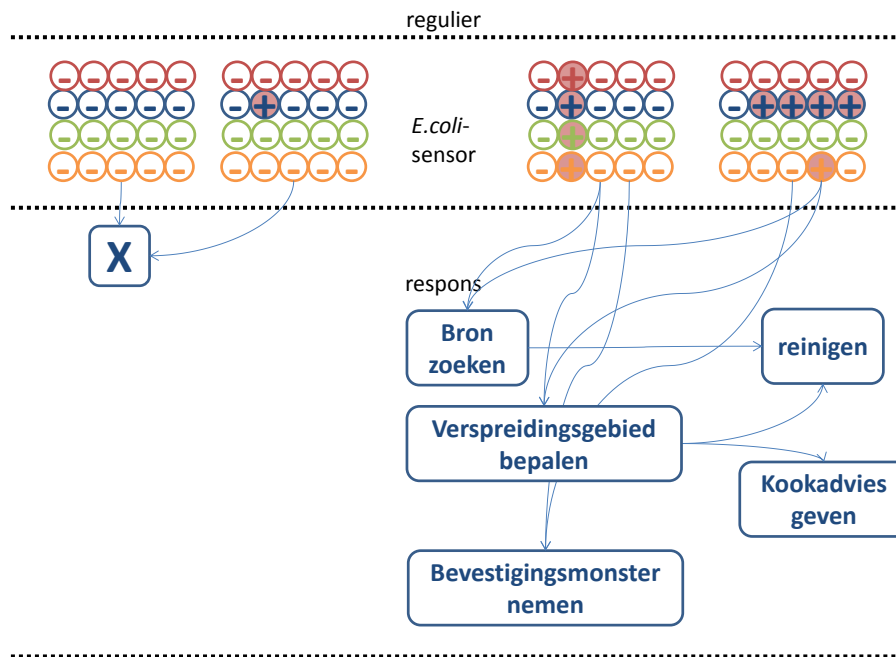 regulier
- - - - -
- - - - -
- + - - -
- - - - -
- - - - -
- - - - -
- + - - -
- - - - -
- + - - -
- - - - -
- + - - -
- + + + +
- + - - -
- - - - -
- + - - -
- - - + -
E.coli-
sensor
X
respons
Bron
zoeken
reinigen
Verspreidingsgebied
bepalen
Kookadvies
geven
Bevestigingsmonster
nemen